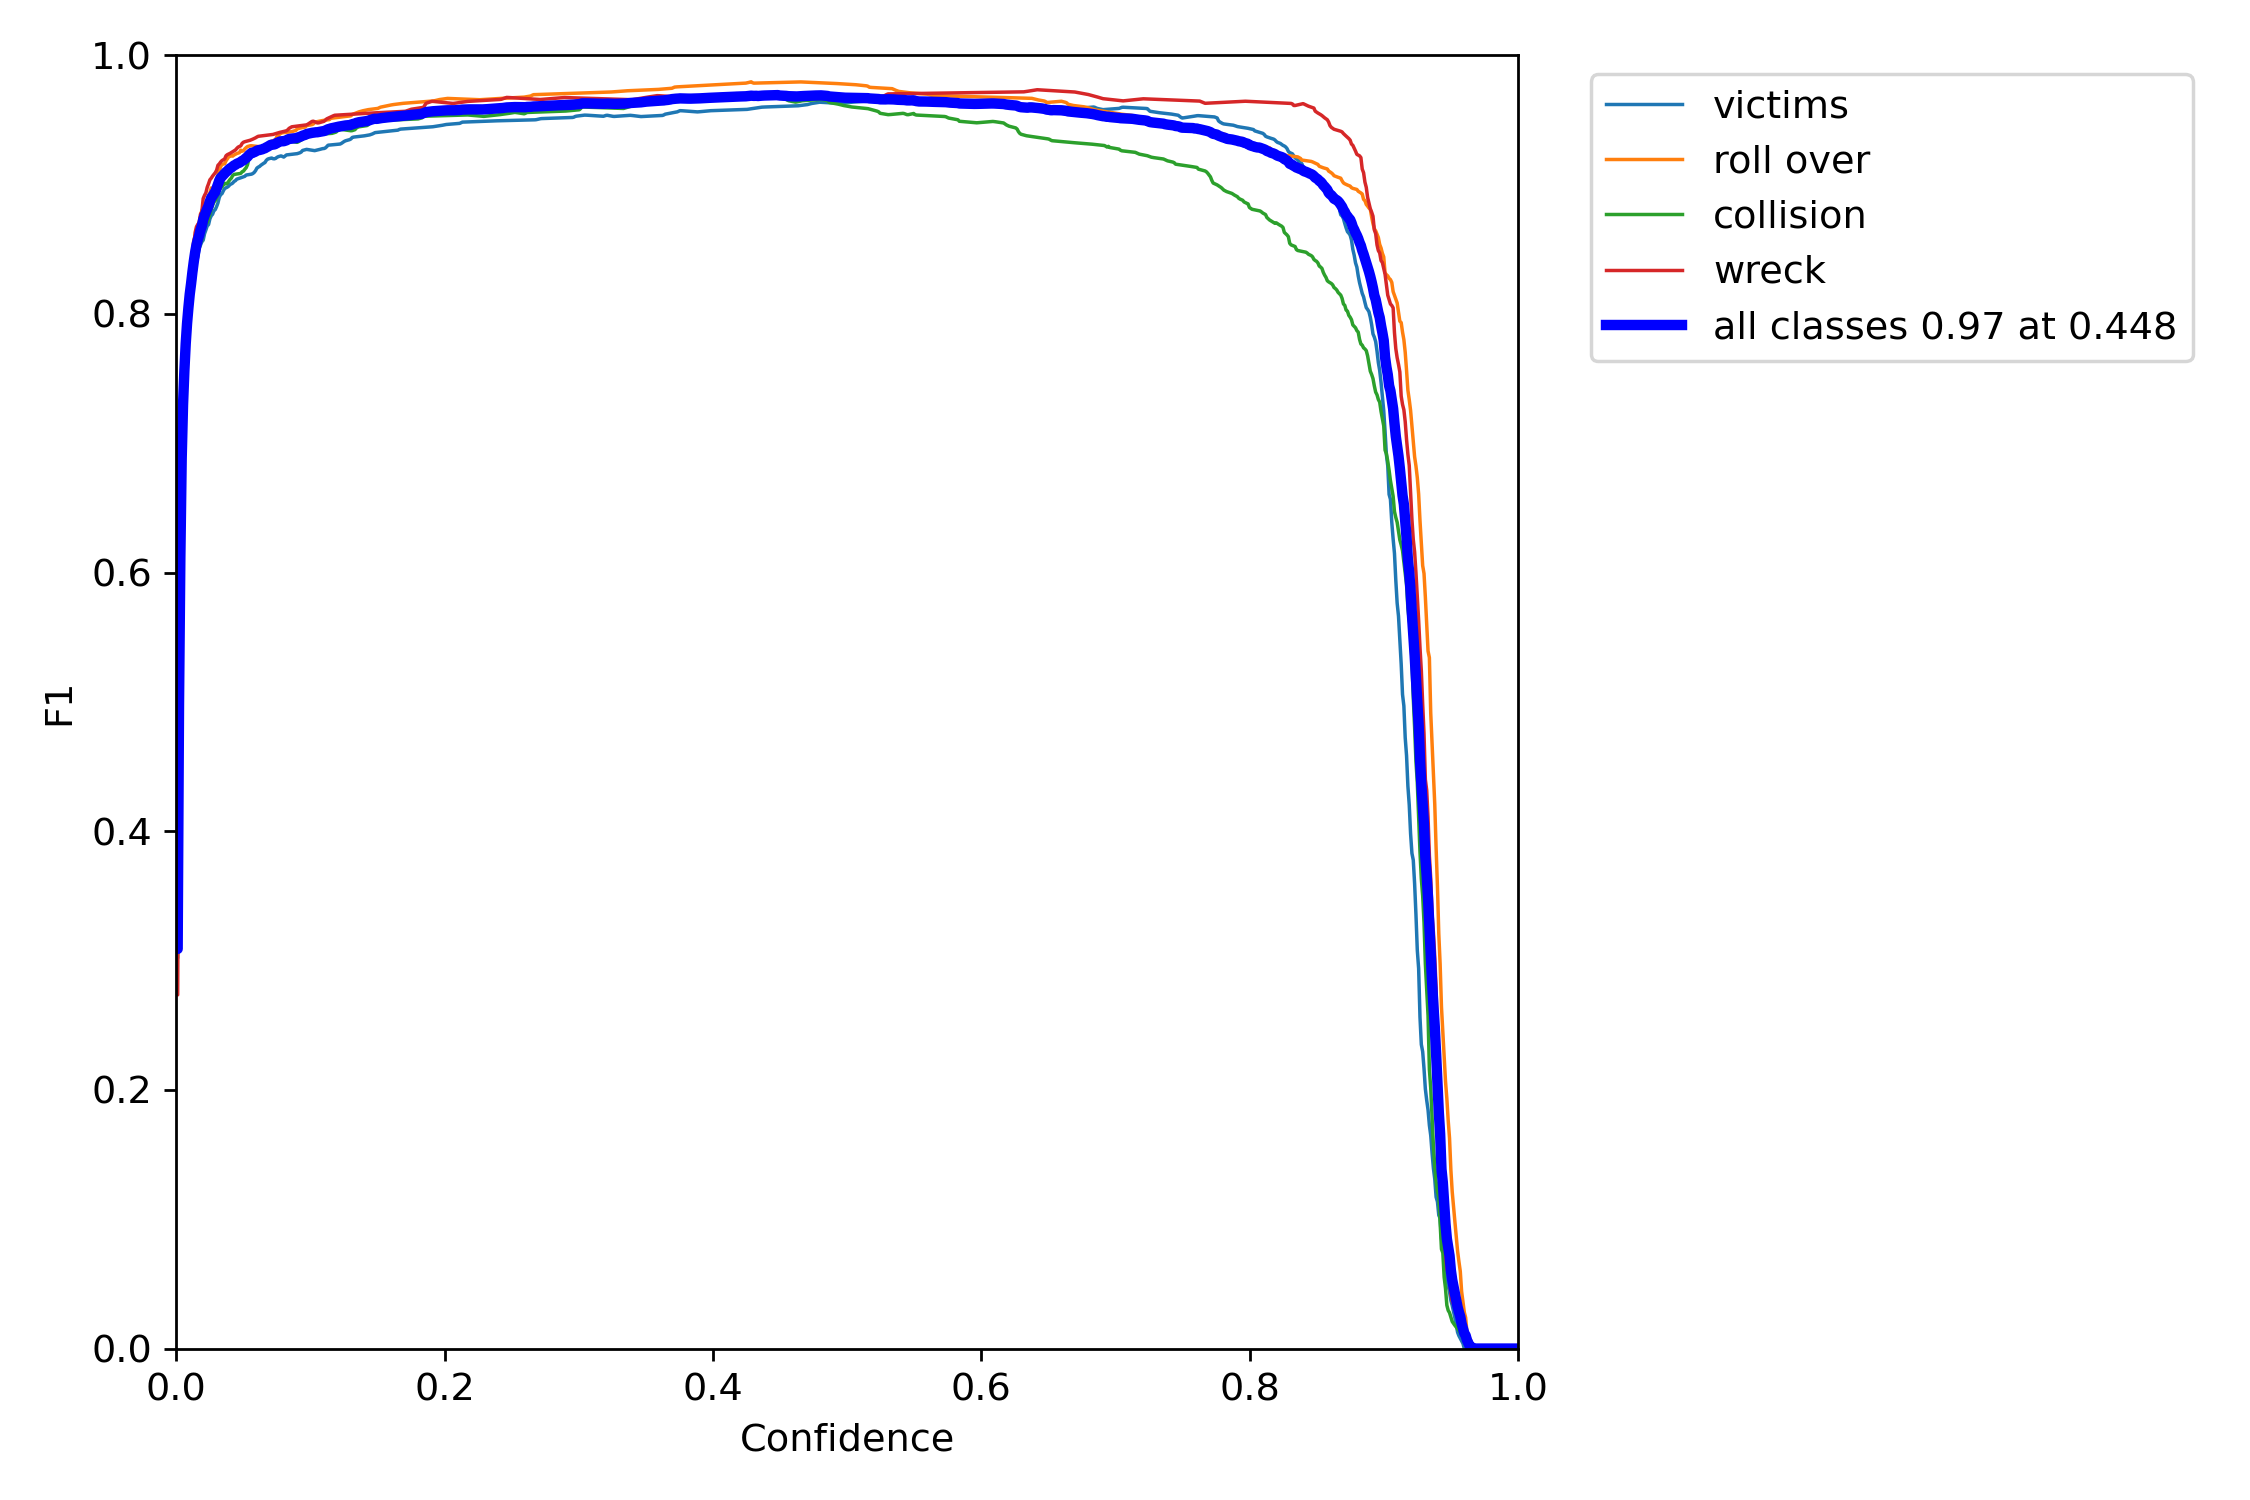 1.0
0.8
0.6
0.4
0.2
0.0
F1
0.0 0.2 0.4 0.6 0.8 1.0
Confidence
victims
roll over
collision
wreck
all classes 0.97 at 0.448